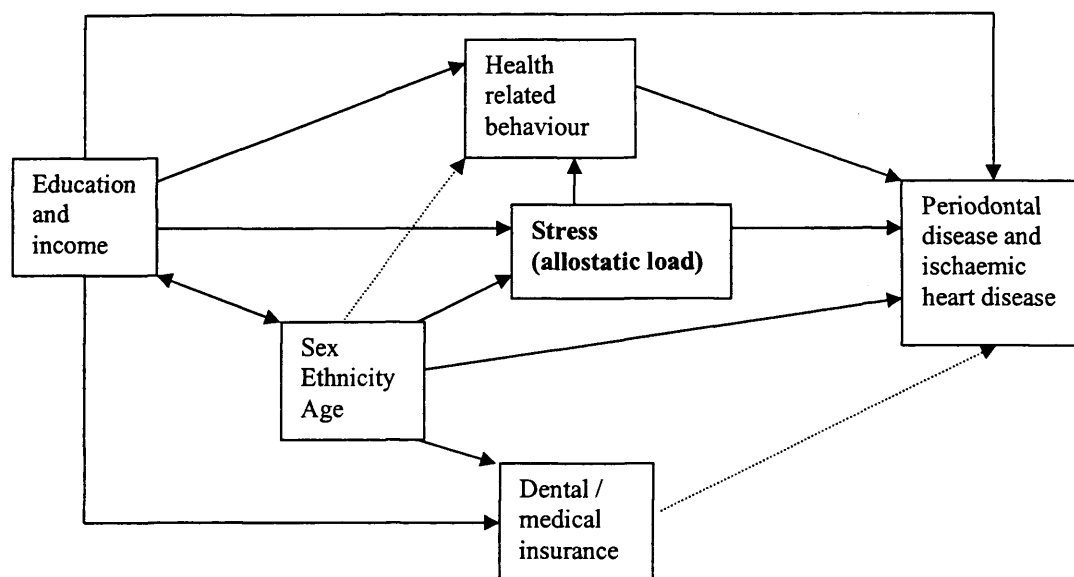 Health
related
behaviour
Education
and
income
Stress
(allostatic load)
Periodontal
disease and
ischaemic
heart disease
Sex
Ethnicity
Age
Dental /
medical
insurance